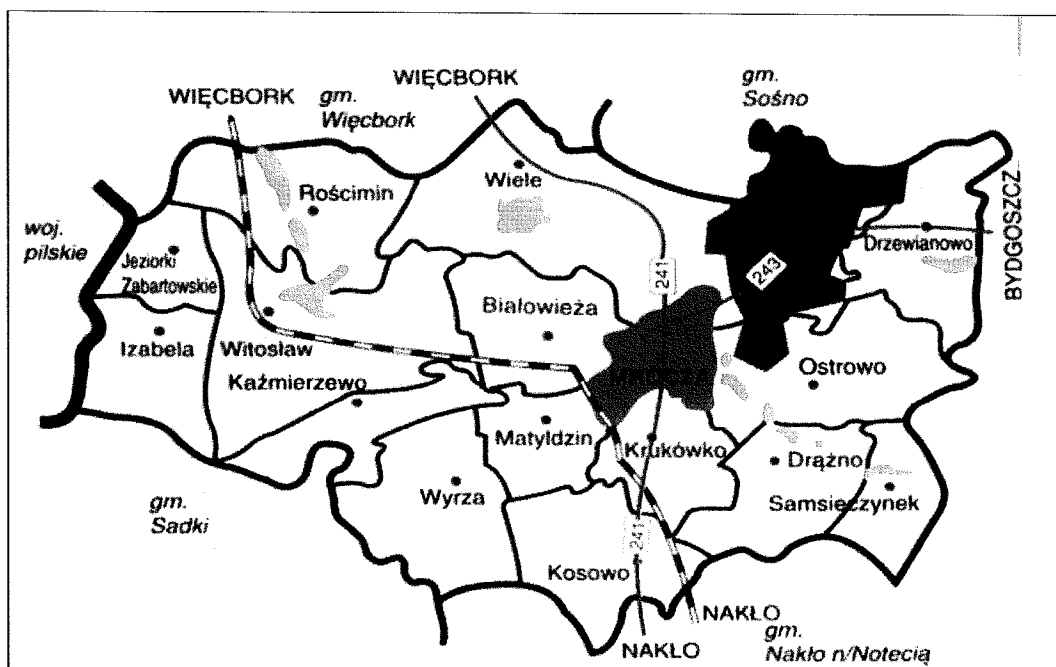 WIĘCBORK
gm.
Sośno
WIĘCBORK
gm.
Więcbork
Wiele
Rościmin
woj.
pilskie
Drzewianowo
Jeziorki
Zabartowskie
243
241
BYDGOSZCZ
Białowieża
Izabela
Witosław
Ostrowo
Kaźmierzewo
Matyldzin
Krukówko
Drążno
Wyrza
Samsieczynek
gm.
Sadki
241
Kosowo
NAKŁO
NAKŁO
gm.
Nakło n/Notecią